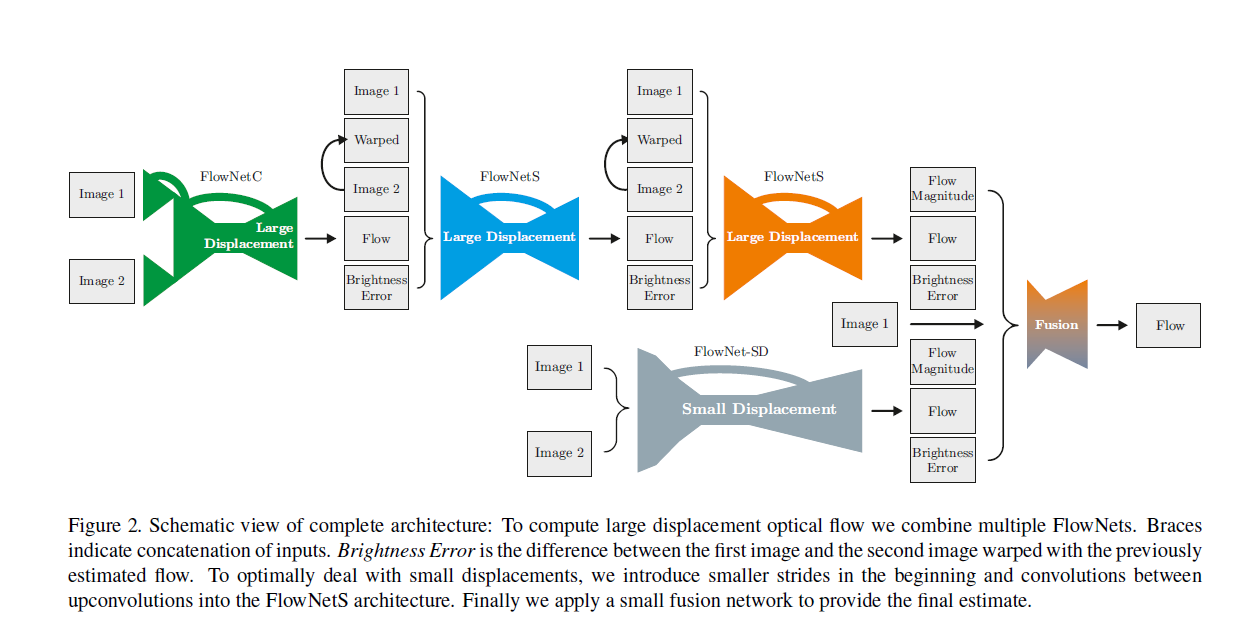 Image 1
Image 2
FlowNetC
Large
Displacement
Image 1
Warped
Image 2
Flow
Brightness
Error
FlowNetS
Large Displacement
Image 1
Warped
Image 2
Flow
Brightness
Error
FlowNetS
Large Displacement
Flow
Magnitude
Flow
Brightness
Error
Image 1
Image 1
Image 2
FlowNet-SD
Small Displacement
Flow
Magnitude
Flow
Brightness
Error
Fusion
Flow
Figure 2. Schematic view of complete architecture: To compute large displacement optical flow we combine multiple FlowNets. Braces
indicate concatenation of inputs. Brightness Error is the difference between the first image and the second image warped with the previously
estimated flow. To optimally deal with small displacements, we introduce smaller strides in the beginning and convolutions between
upconvolutions into the FlowNetS architecture. Finally we apply a small fusion network to provide the final estimate.